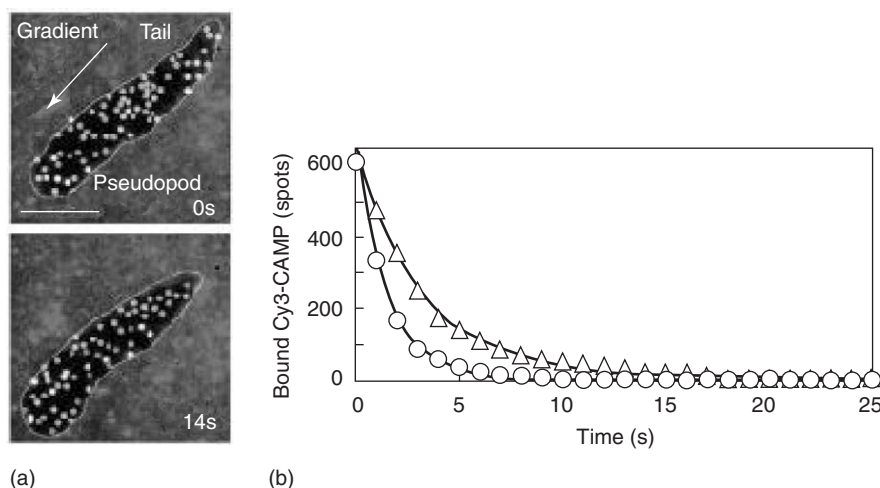 Gradient Tail
Pseudopod
0s
14s
(a)
Bound Cy3-CAMP (spots)
600
400
200
0
0 5 10 15 20 25
Time (s)
(b)